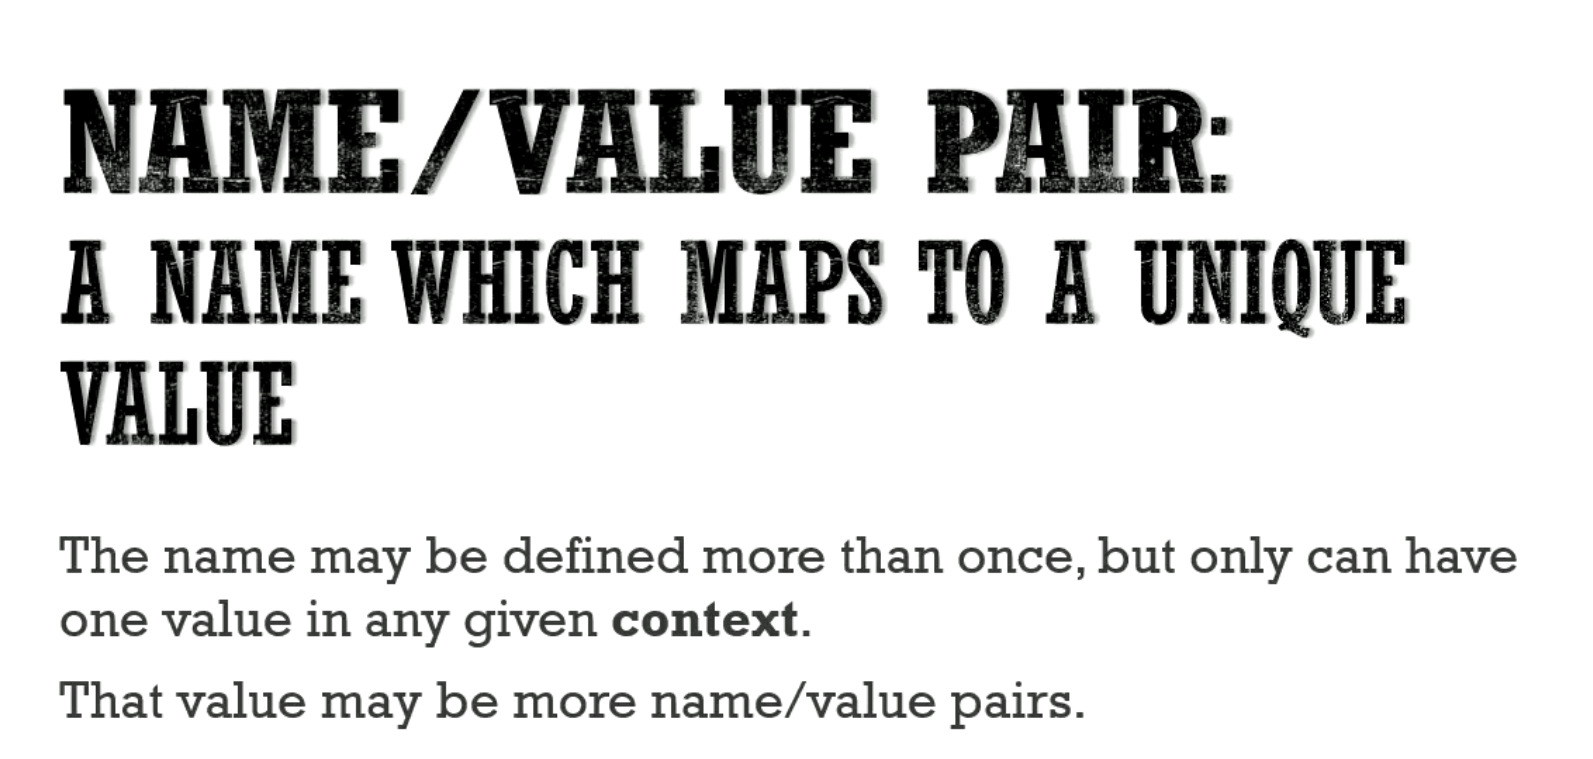 NAME/VALUE PAIR:
A NAME WHICH MAPS TO A UNIQUE
VALUE
The name may be defined more than once, but only can have
one value in any given context.
That value may be more name/value pairs.